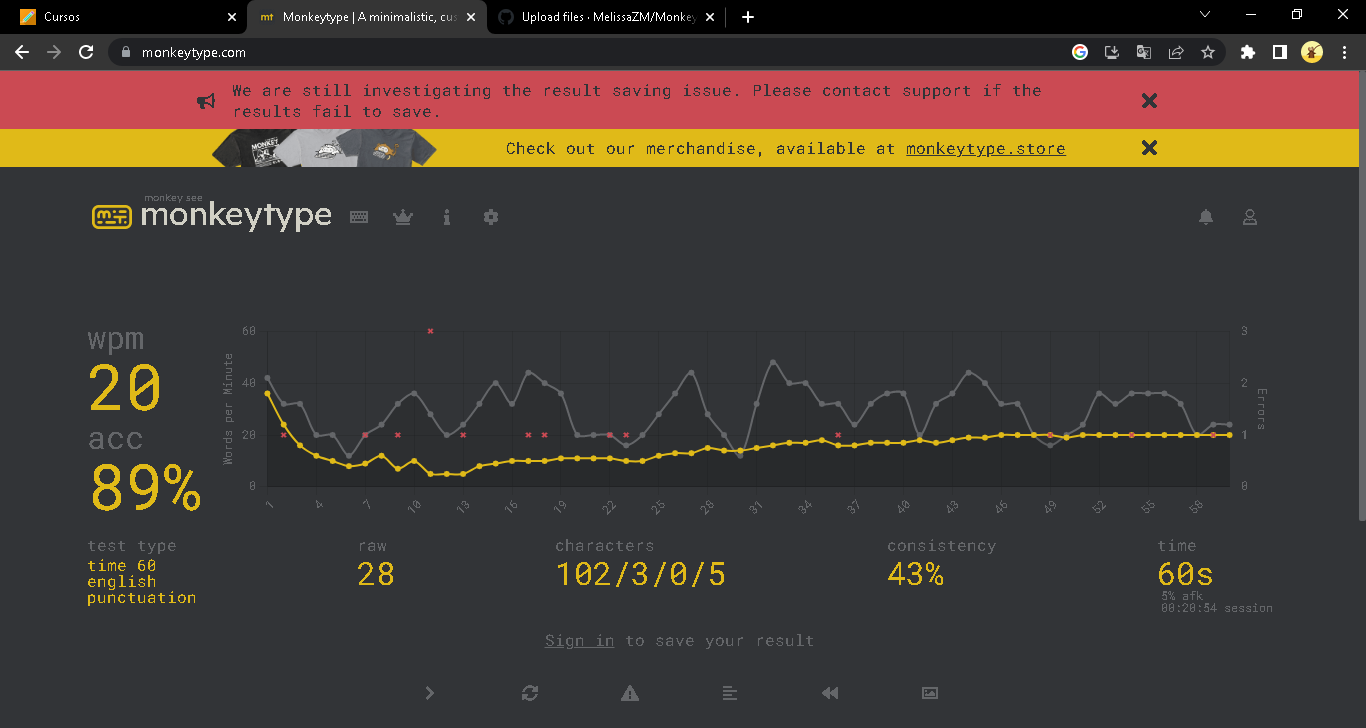 Cursos
mt Monkeytype | A minimalistic, cus
Upload files · MelissaZM/Monkey
monkeytype.com
We are still investigating the result saving issue. Please contact support if the
results fail to save.
MONKEY
Check out our merchandise, available at monkeytype.store
monkey see
monkeytype
wpm
20
acc
89%
Words per Minute
60
40
20
0
3
2
1
0
Errors
1 4 7 10 13 16 19 22 25 28 31 34 37 40 43 46 49 52 55 58
test type
time 60
english
punctuation
raw
28
characters
102/3/0/5
consistency
43%
time
60s
5% afk
00:20:54 session
Sign in to save your result